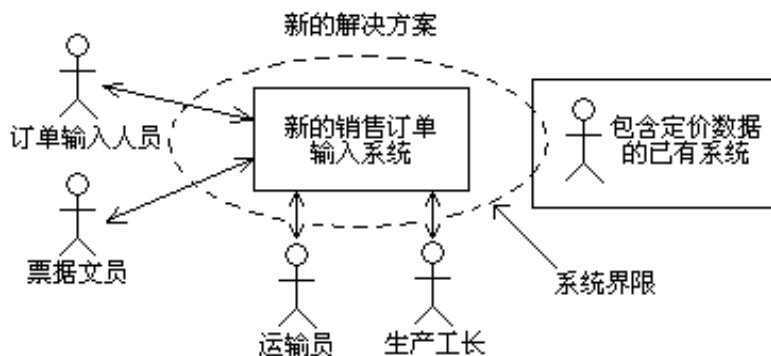 新的解决方案
订单输入人员
新的销售订单
输入系统
包含定价数据
的已有系统
票据文员
系统界限
运输员
生产工长